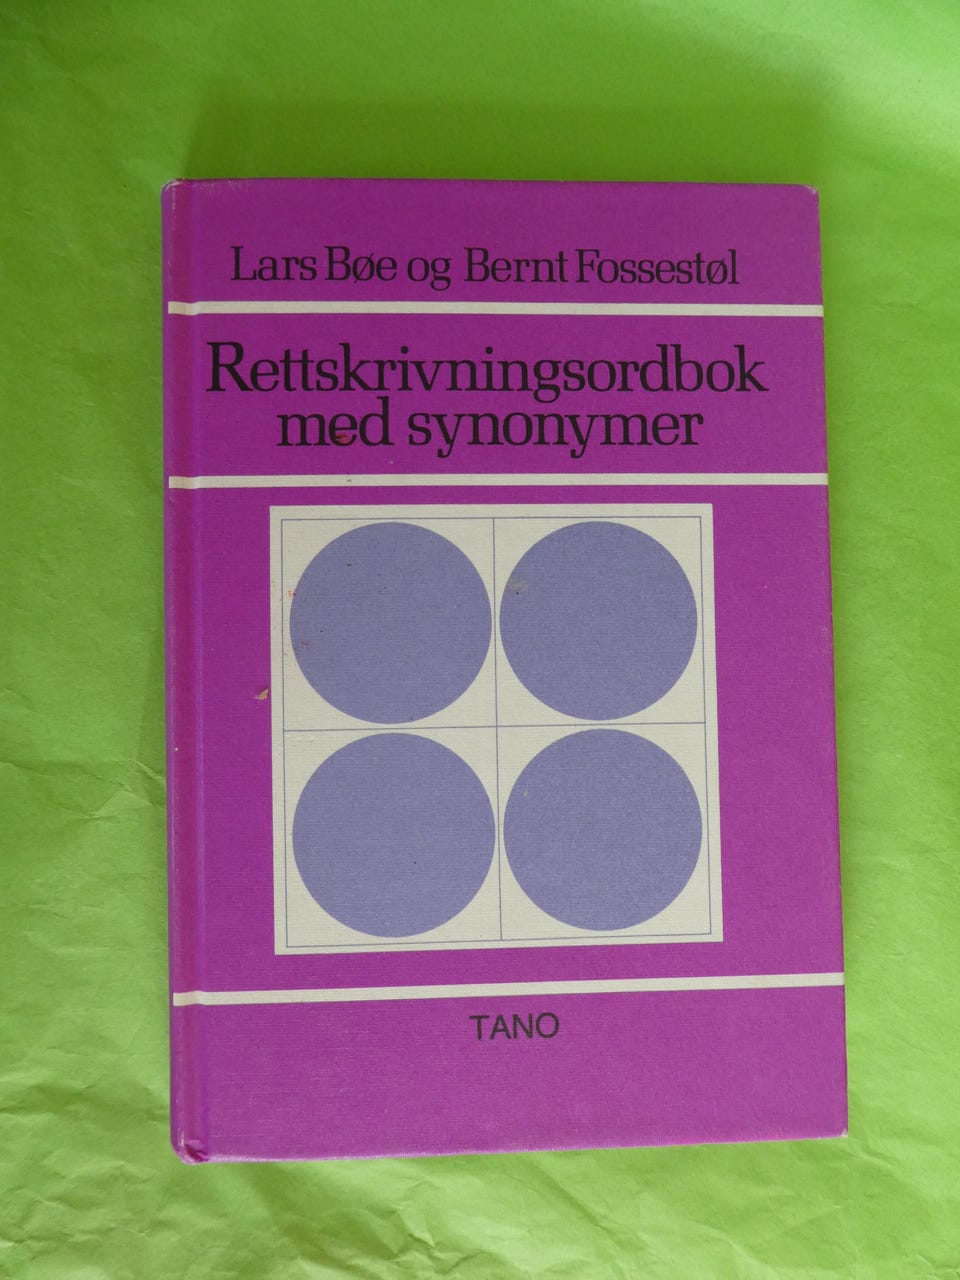 Lars Bøe og Bernt Fossestøl
Rettskrivningsordbok
med synonymer
TANO